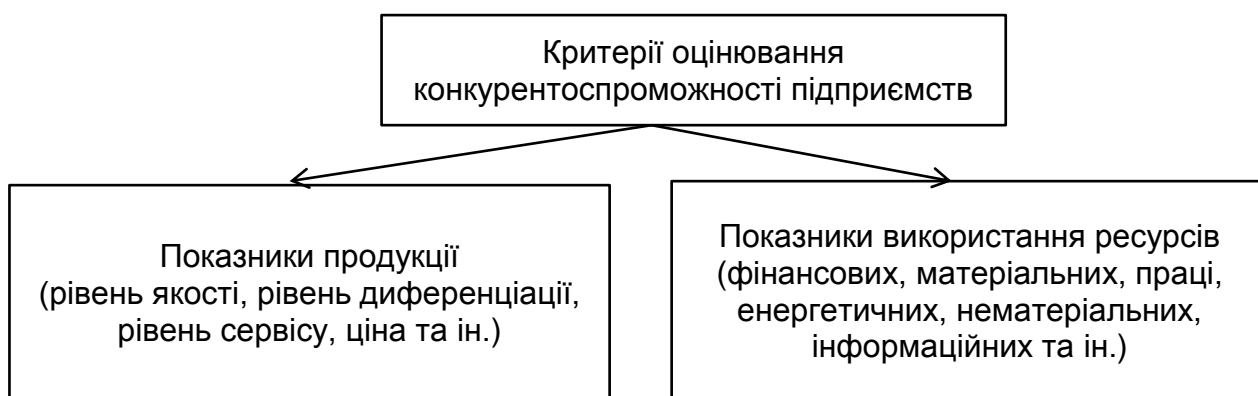 Критерії оцінювання
конкурентоспроможності підприємств
Показники продукції
(рівень якості, рівень диференціації,
рівень сервісу, ціна та ін.)
Показники використання ресурсів
(фінансових, матеріальних, праці,
енергетичних, нематеріальних,
інформаційних та ін.)